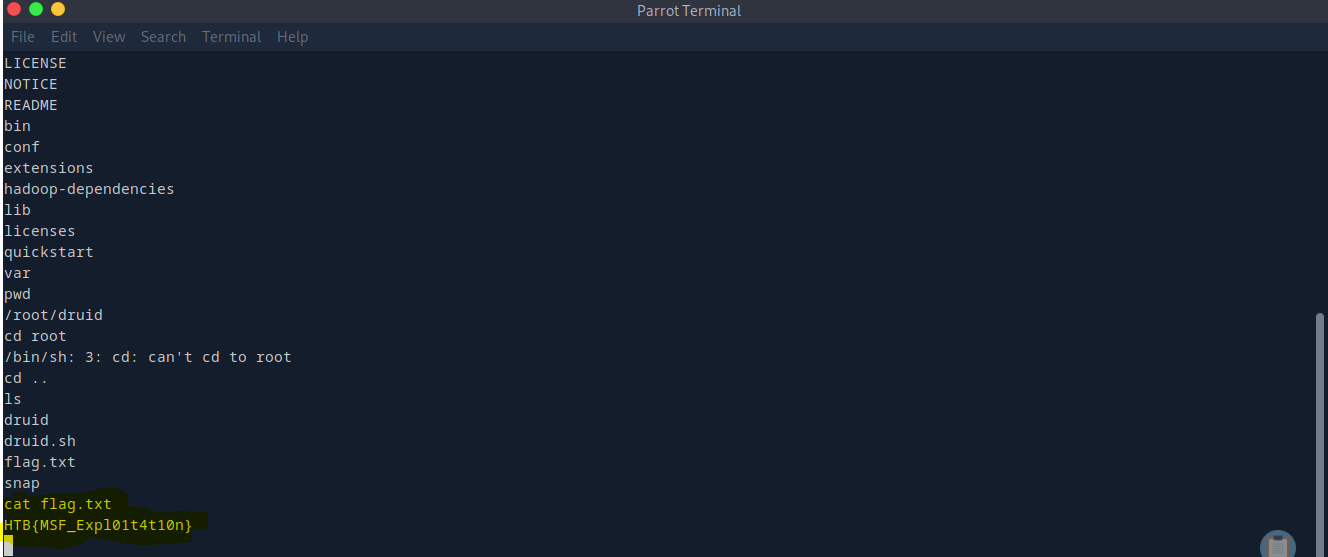 Parrot Terminal
File Edit View Search Terminal Help
LICENSE
NOTICE
README
bin
conf
extensions
hadoop-dependencies
lib
licenses
quickstart
var
pwd
/root/druid
cd root
/bin/sh: 3: cd: can't cd to root
cd ..
ls
druid
druid.sh
flag.txt
snap
cat flag.txt
HTB{MSF_Expl01t4t10n}